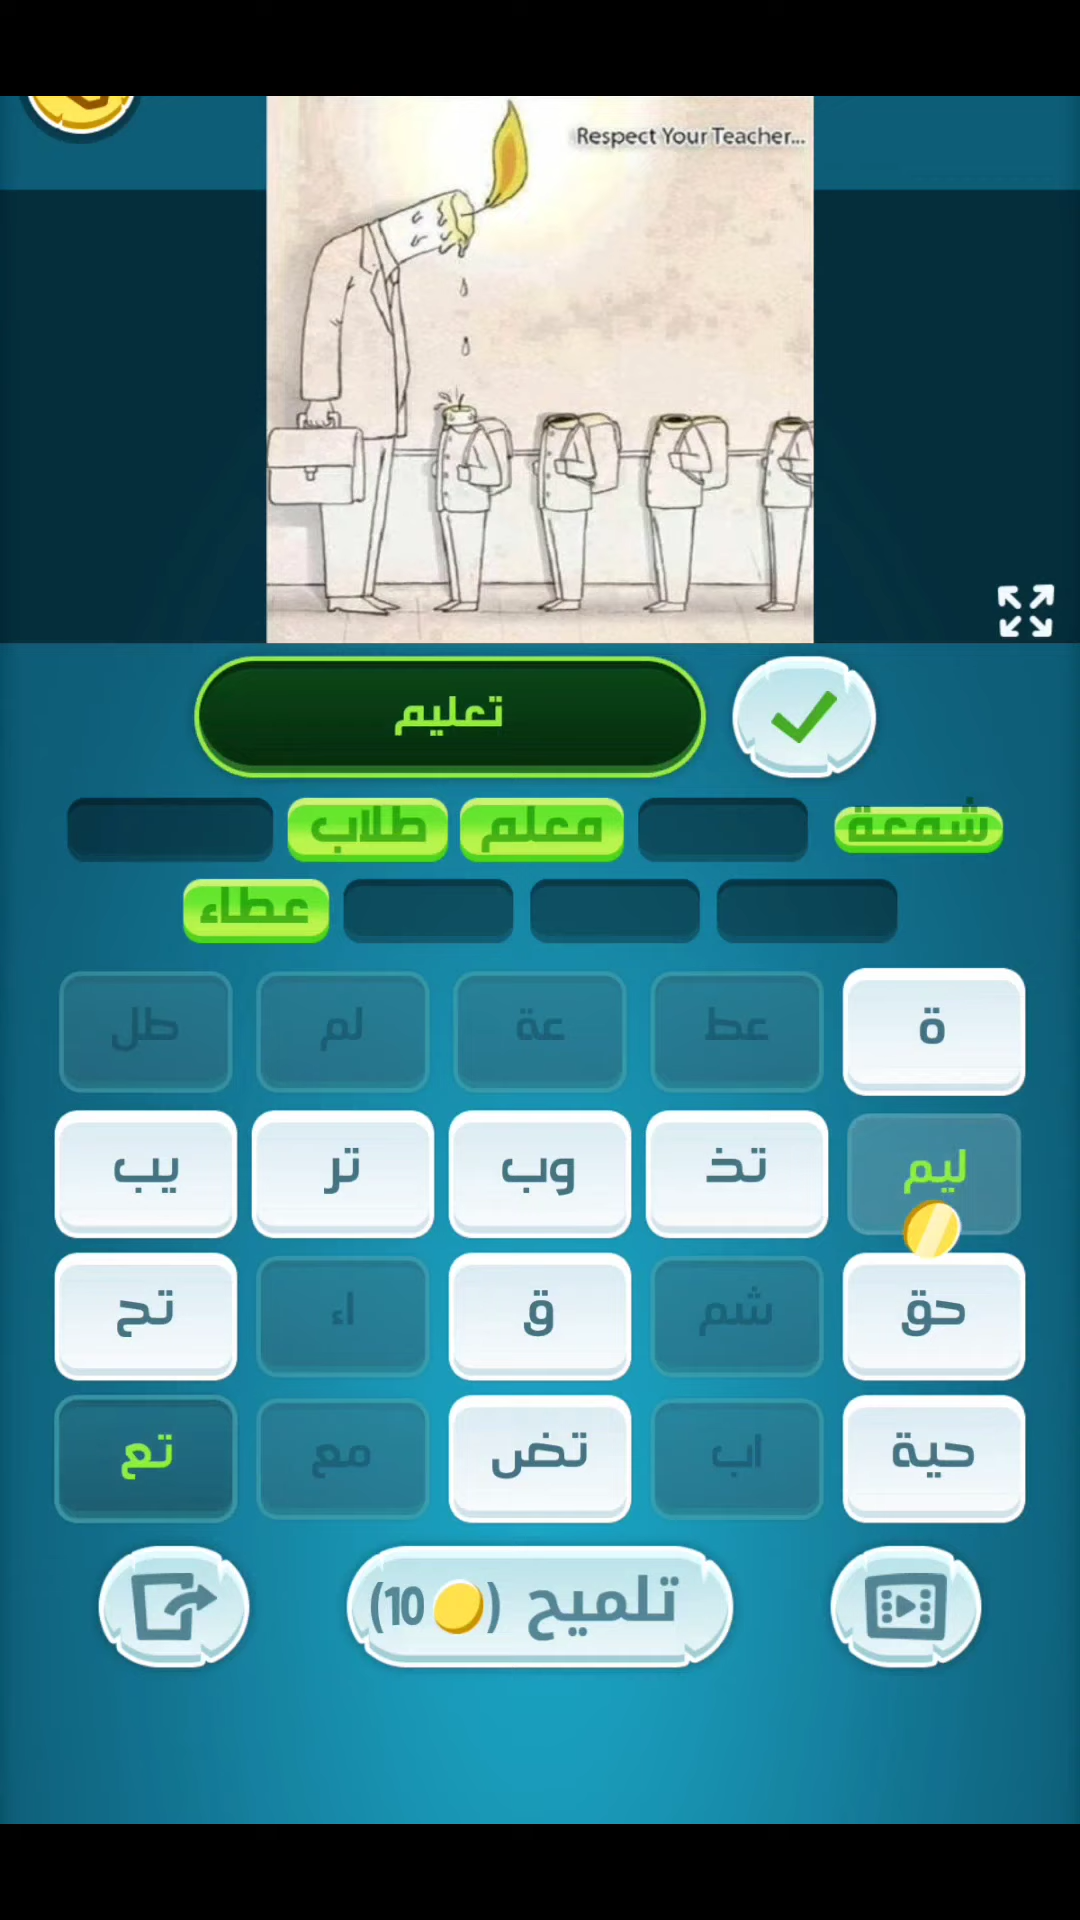 Respect Your Teacher...
تعليم
شمعة معلم طلاب
عطاء
ة عط عة لم طل
ليم تذ وب تر يب
حق شم ق اء تح
حية اب تض مع تع
تلميح (10)